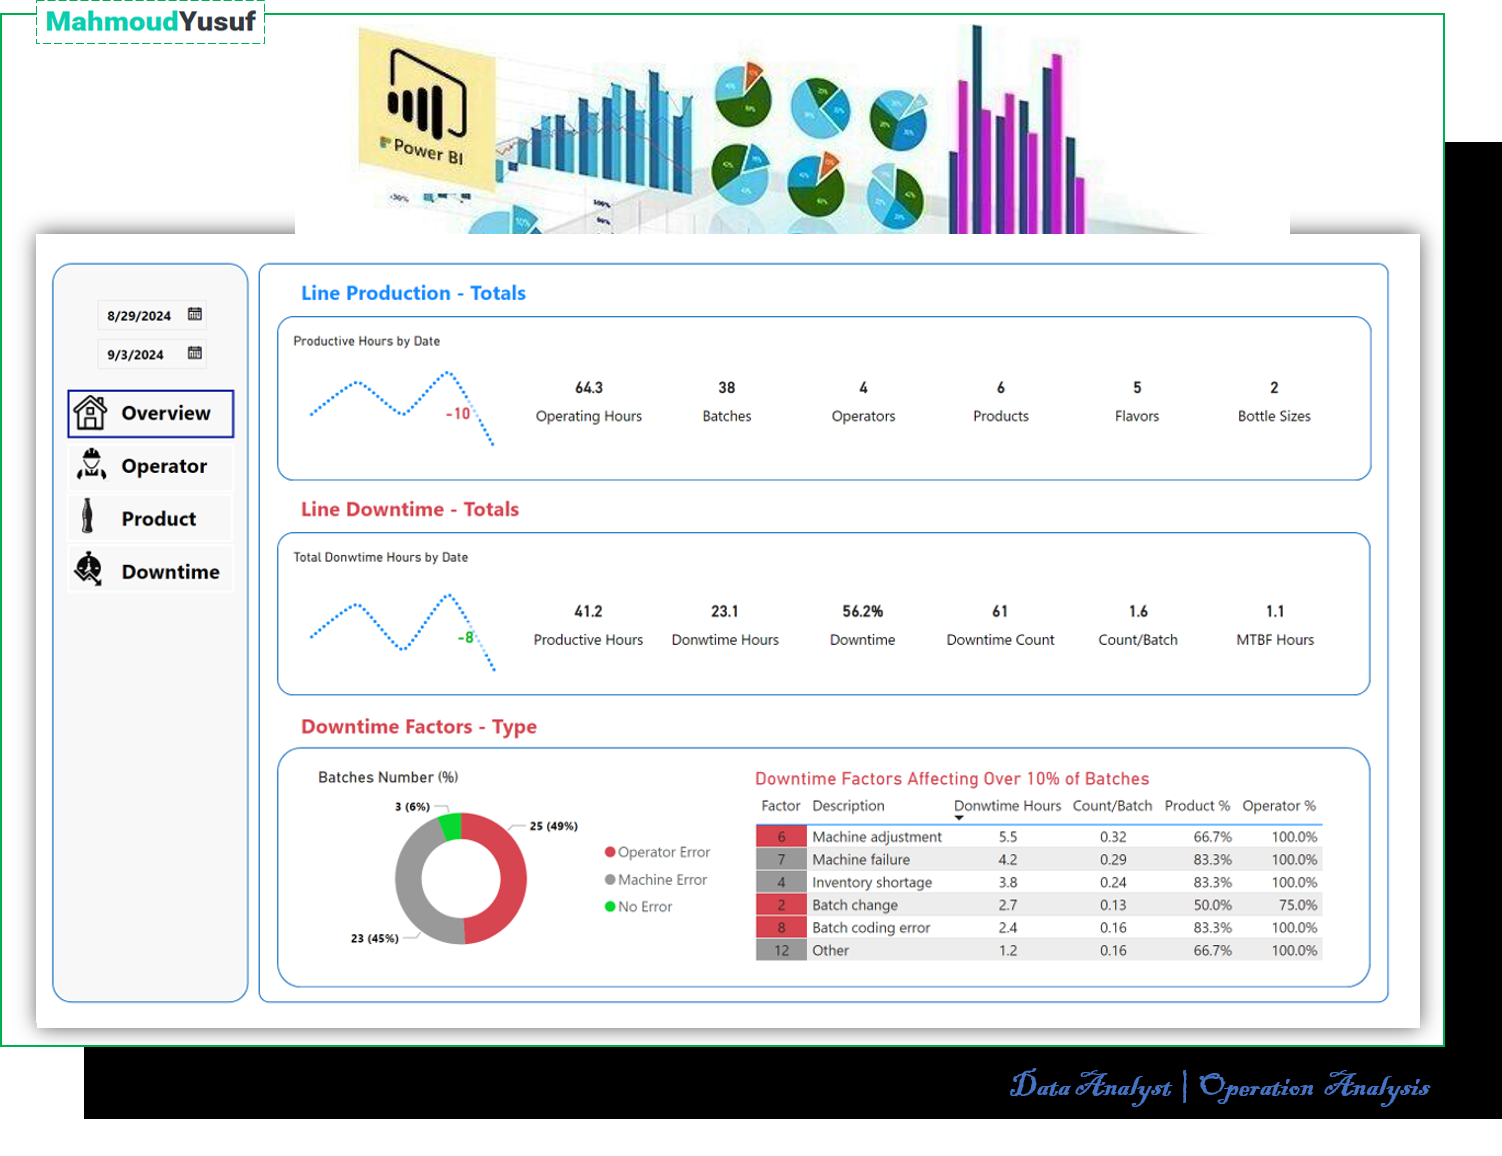 MahmoudYusuf
Power BI
-30%
100%
8/29/2024
9/3/2024
Overview
Operator
Product
Downtime
Line Production - Totals
Productive Hours by Date
-10
64.3 38 4 6 5 2
Operating Hours Batches Operators Products Flavors Bottle Sizes
Line Downtime - Totals
Total Donwtime Hours by Date
-8
41.2 23.1 56.2% 61 1.6 1.1
Productive Hours Donwtime Hours Downtime Downtime Count Count/Batch MTBF Hours
Downtime Factors - Type
Batches Number (%)
3 (6%)
25 (49%)
23 (45%)
Operator Error
Machine Error
No Error
Downtime Factors Affecting Over 10% of Batches
Factor Description Donwtime Hours Count/Batch Product % Operator %
6 Machine adjustment 5.5 0.32 66.7% 100.0%
7 Machine failure 4.2 0.29 83.3% 100.0%
4 Inventory shortage 3.8 0.24 83.3% 100.0%
2 Batch change 2.7 0.13 50.0% 75.0%
8 Batch coding error 2.4 0.16 83.3% 100.0%
12 Other 1.2 0.16 66.7% 100.0%
Data Analyst | Operation Analysis